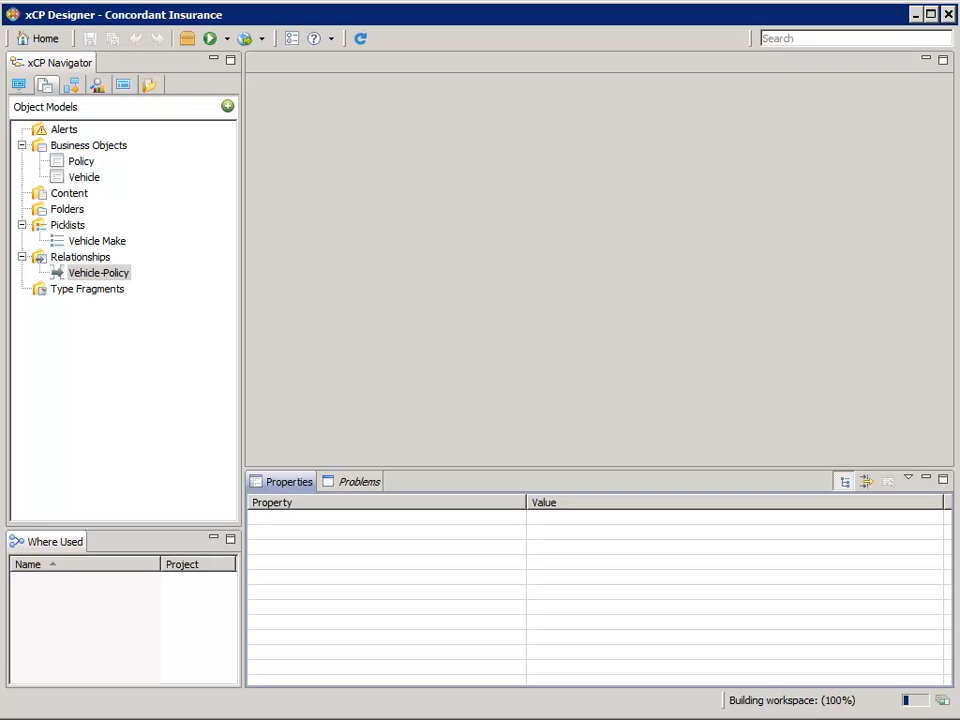 xCP Designer - Concordant Insurance
Home
Search
xCP Navigator
Object Models
Alerts
Business Objects
Policy
Vehicle
Content
Folders
Picklists
Vehicle Make
Relationships
Vehicle-Policy
Type Fragments
Properties Problems
Property Value
Where Used
Name Project
Building workspace: (100%)